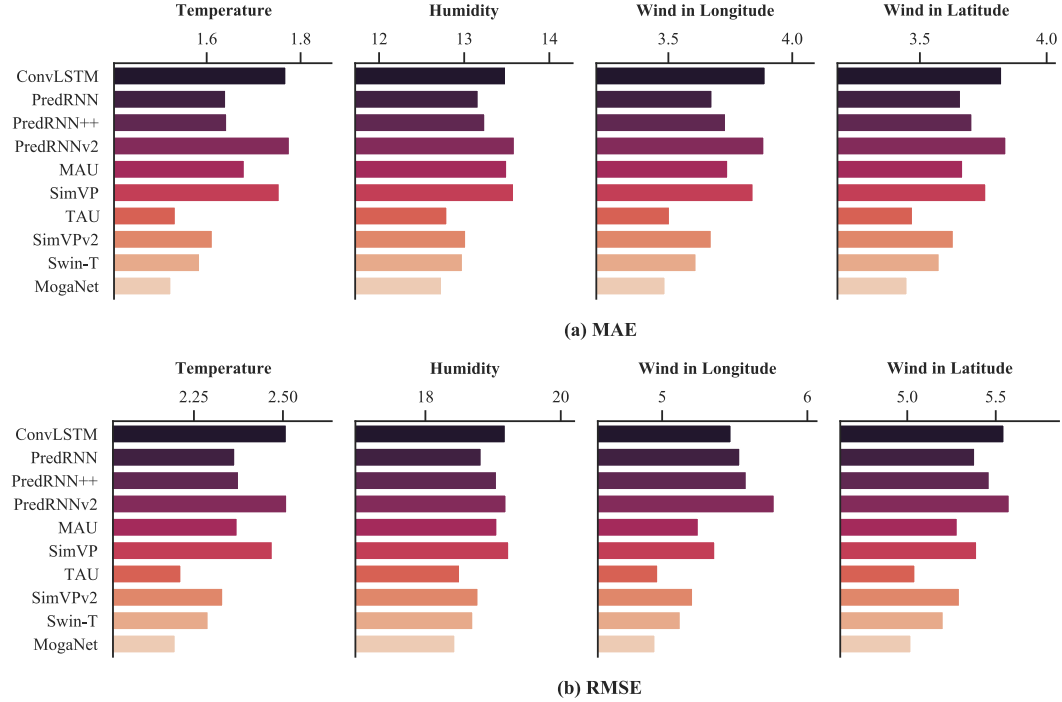 Temperature Humidity Wind in Longitude Wind in Latitude
1.6 1.8 12 13 14 3.5 4.0 3.5 4.0
ConvLSTM
PredRNN
PredRNN++
PredRNNv2
MAU
SimVP
TAU
SimVPv2
Swin-T
MogaNet
(a) MAE
Temperature Humidity Wind in Longitude Wind in Latitude
2.25 2.50 18 20 5 6 5.0 5.5
ConvLSTM
PredRNN
PredRNN++
PredRNNv2
MAU
SimVP
TAU
SimVPv2
Swin-T
MogaNet
(b) RMSE